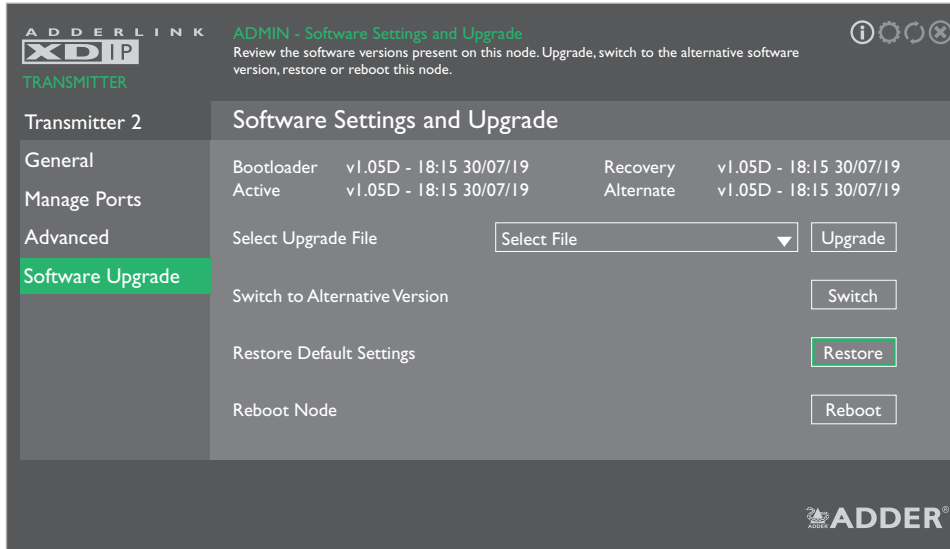 ADDERLINK
XDIP
TRANSMITTER
ADMIN - Software Settings and Upgrade
Review the software versions present on this node. Upgrade, switch to the alternative software
version, restore or reboot this node.
i
Transmitter 2
General
Manage Ports
Advanced
Software Upgrade
Software Settings and Upgrade
Bootloader v1.05D - 18:15 30/07/19 Recovery v1.05D - 18:15 30/07/19
Active v1.05D - 18:15 30/07/19 Alternate v1.05D - 18:15 30/07/19
Select Upgrade File Select File Upgrade
Switch to Alternative Version Switch
Restore Default Settings Restore
Reboot Node Reboot
ADDER ADDER®